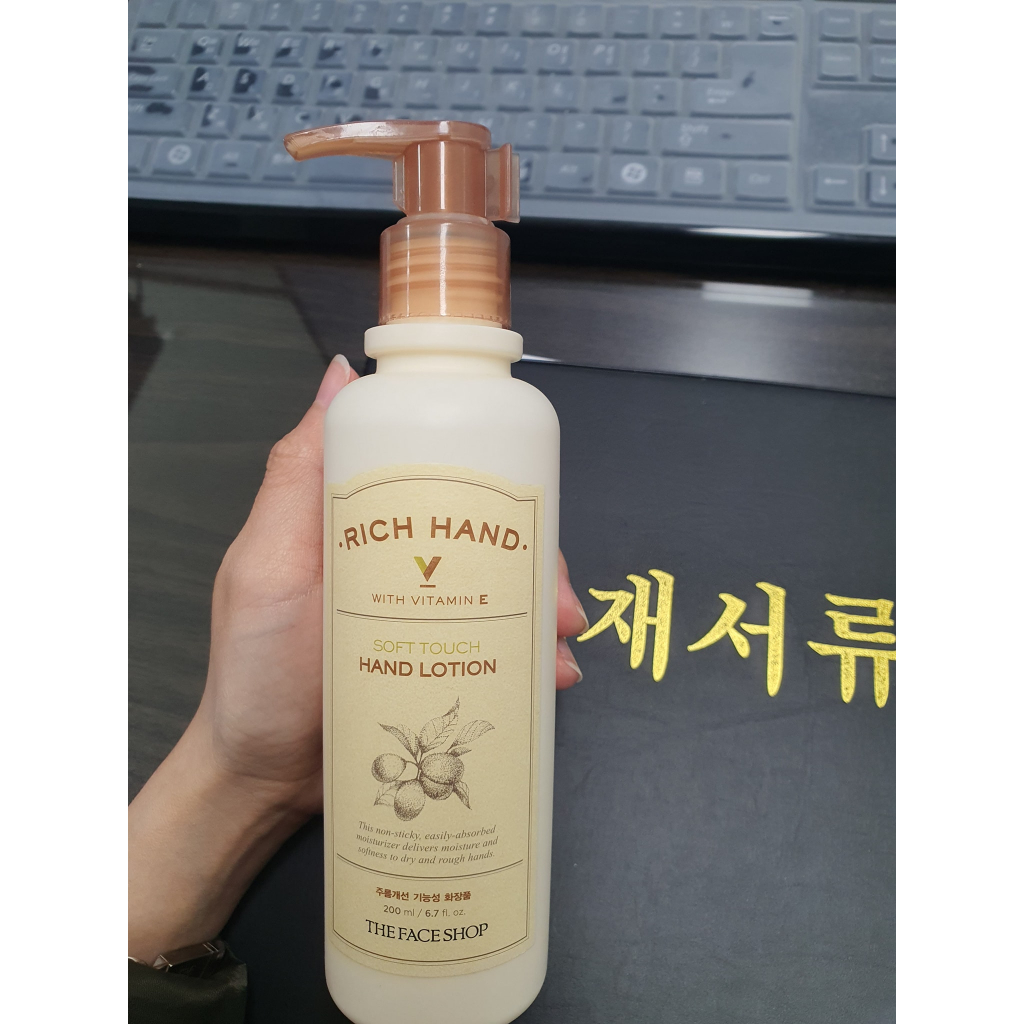 ·RICH HAND·
WITH VITAMIN E
SOFT TOUCH
HAND LOTION
This non-sticky, easily-absorbed
moisturizer delivers moisture and
softness to dry and rough hands.
주름개선 기능성 화장품
200 ml / 6.7 fl. oz.
THE FACE SHOP
재서류